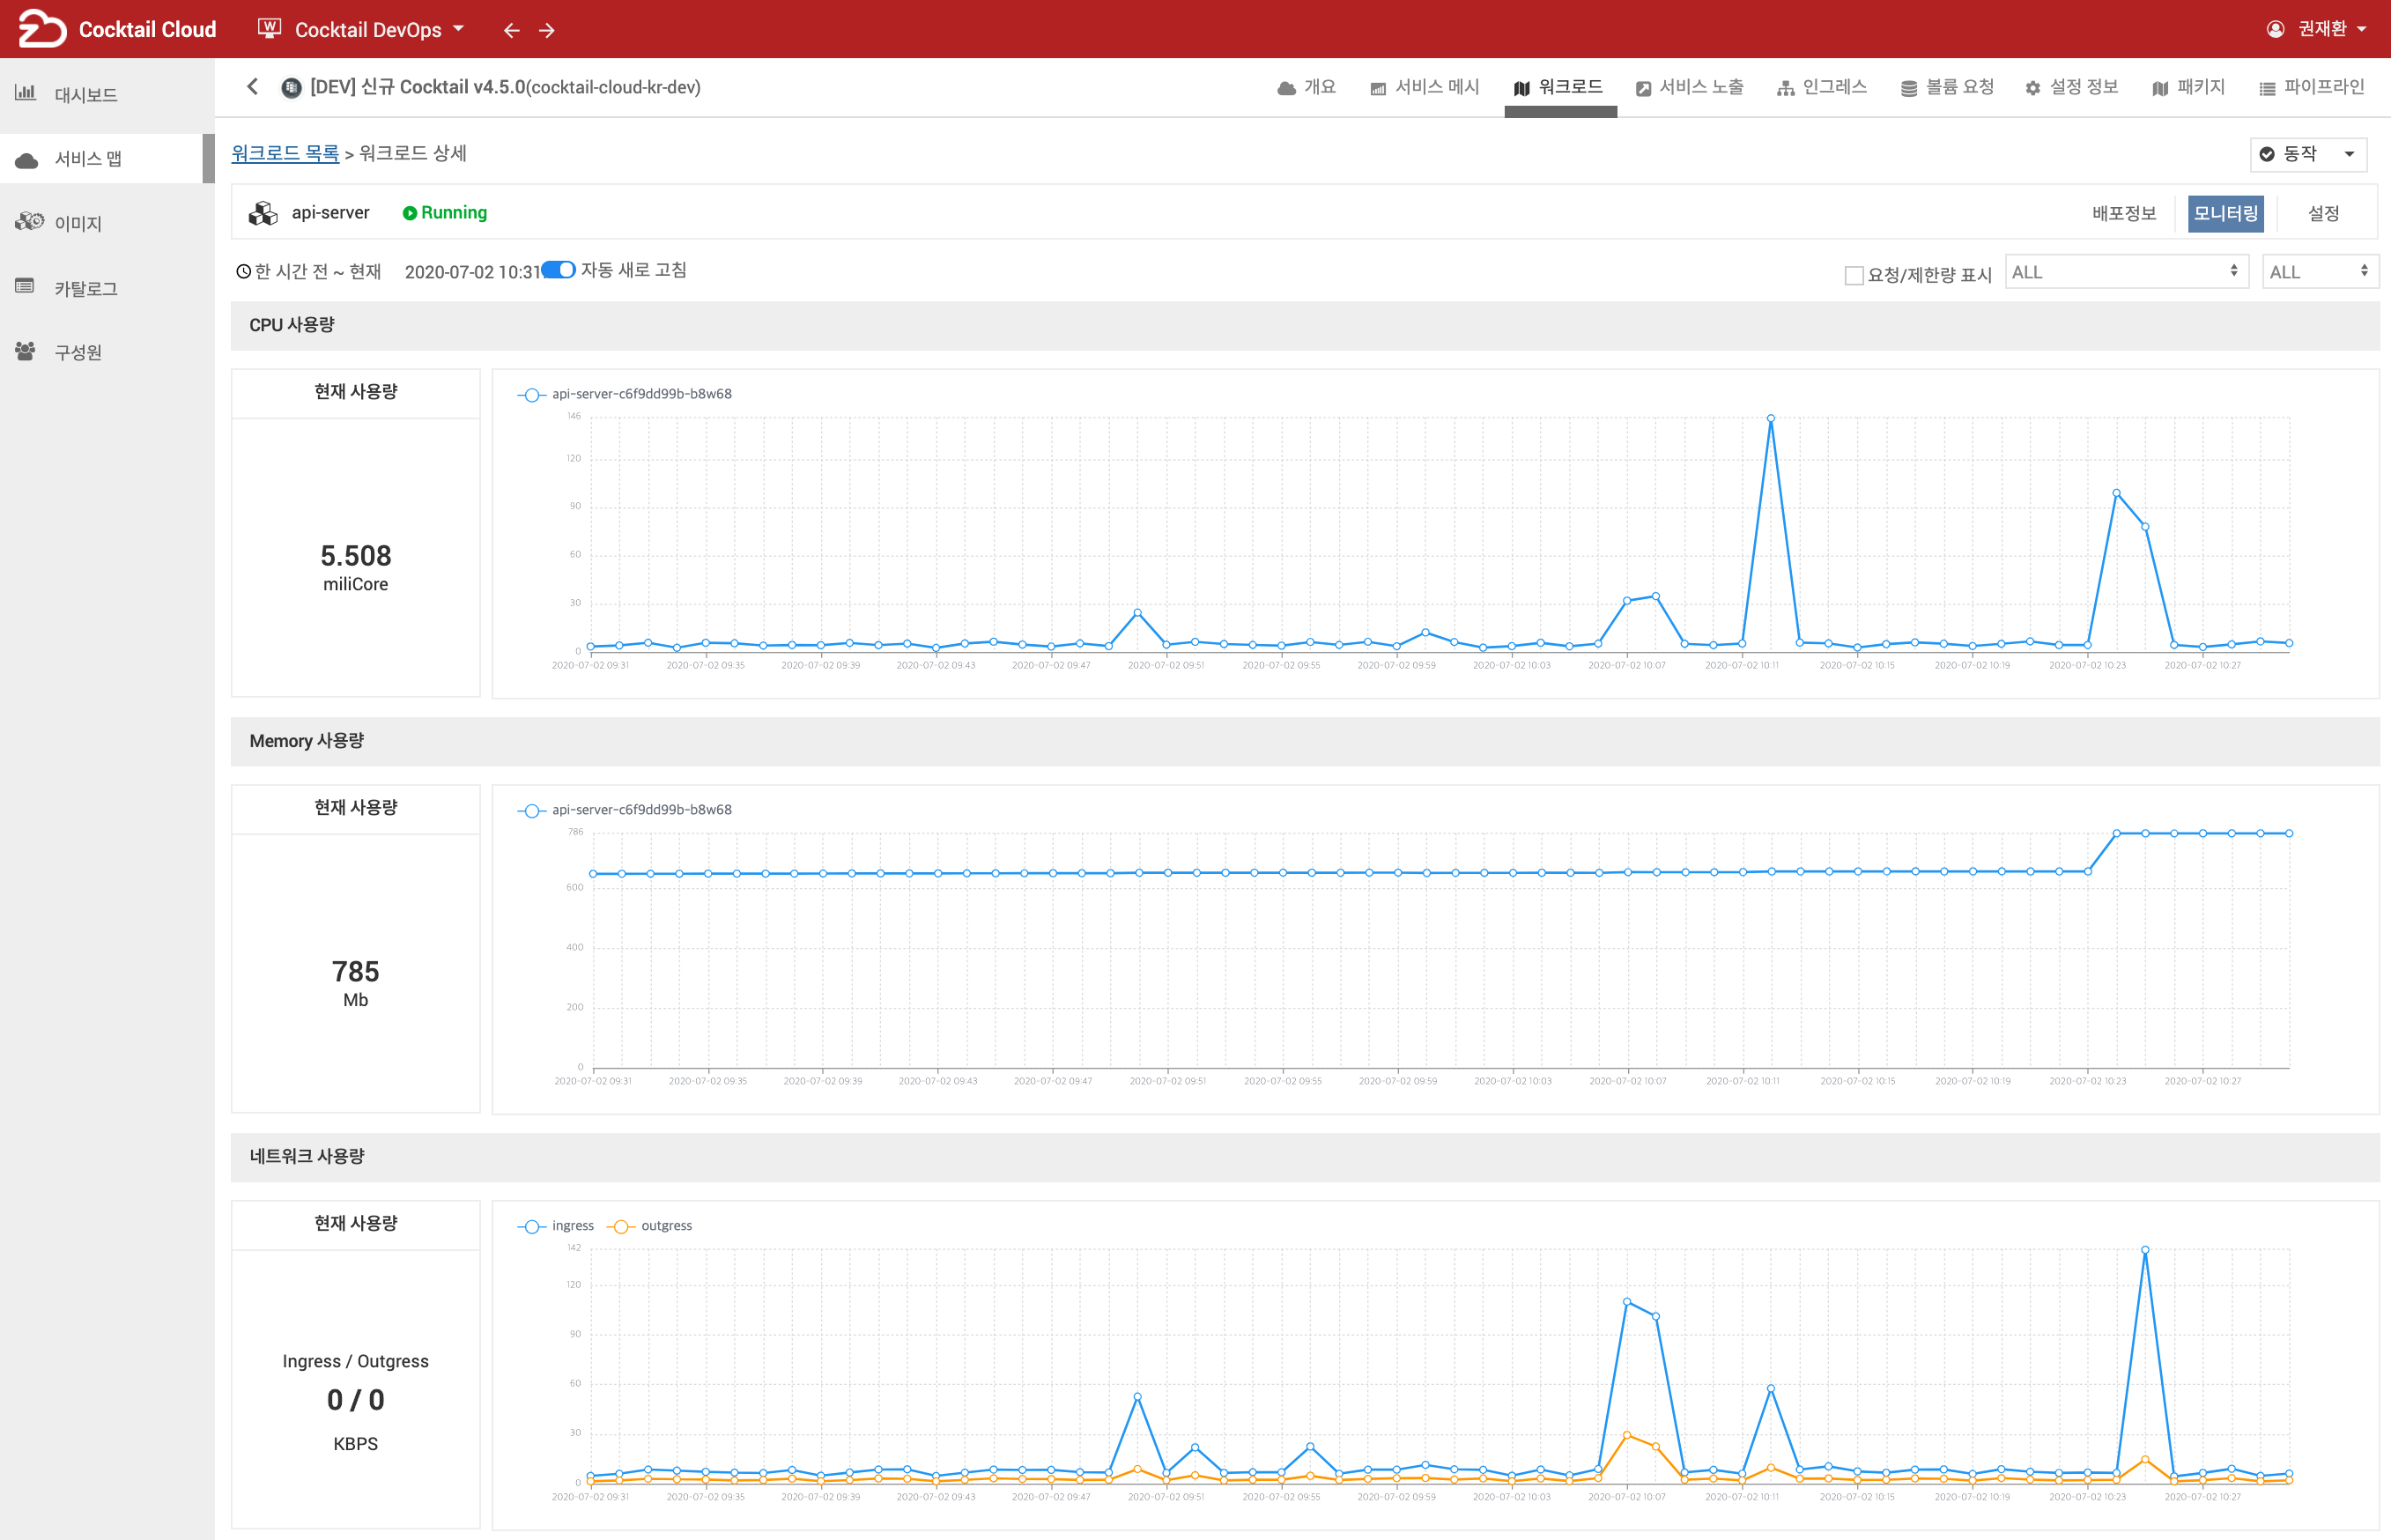 Cocktail Cloud
Cocktail DevOps
권재환
대시보드
서비스 맵
이미지
카탈로그
구성원
[DEV] 신규 Cocktail v4.5.0(cocktail-cloud-kr-dev)
개요
서비스 메시
워크로드
서비스 노출
인그레스
볼륨 요청
설정 정보
패키지
파이프라인
워크로드 목록 > 워크로드 상세
동작
api-server
Running
배포정보
모니터링
설정
한 시간 전 ~ 현재
2020-07-02 10:31
자동 새로 고침
요청/제한량 표시
ALL
ALL
CPU 사용량
현재 사용량
5.508
miliCore
api-server-c6f9dd99b-b8w68
146
120
90
60
30
0
2020-07-02 09:31
2020-07-02 09:35
2020-07-02 09:39
2020-07-02 09:43
2020-07-02 09:47
2020-07-02 09:51
2020-07-02 09:55
2020-07-02 09:59
2020-07-02 10:03
2020-07-02 10:07
2020-07-02 10:11
2020-07-02 10:15
2020-07-02 10:19
2020-07-02 10:23
2020-07-02 10:27
Memory 사용량
현재 사용량
785
Mb
api-server-c6f9dd99b-b8w68
786
600
400
200
0
2020-07-02 09:31
2020-07-02 09:35
2020-07-02 09:39
2020-07-02 09:43
2020-07-02 09:47
2020-07-02 09:51
2020-07-02 09:55
2020-07-02 09:59
2020-07-02 10:03
2020-07-02 10:07
2020-07-02 10:11
2020-07-02 10:15
2020-07-02 10:19
2020-07-02 10:23
2020-07-02 10:27
네트워크 사용량
현재 사용량
Ingress / Outgress
0 / 0
KBPS
ingress
outgress
142
120
90
60
30
0
2020-07-02 09:31
2020-07-02 09:35
2020-07-02 09:39
2020-07-02 09:43
2020-07-02 09:47
2020-07-02 09:51
2020-07-02 09:55
2020-07-02 09:59
2020-07-02 10:03
2020-07-02 10:07
2020-07-02 10:11
2020-07-02 10:15
2020-07-02 10:19
2020-07-02 10:23
2020-07-02 10:27